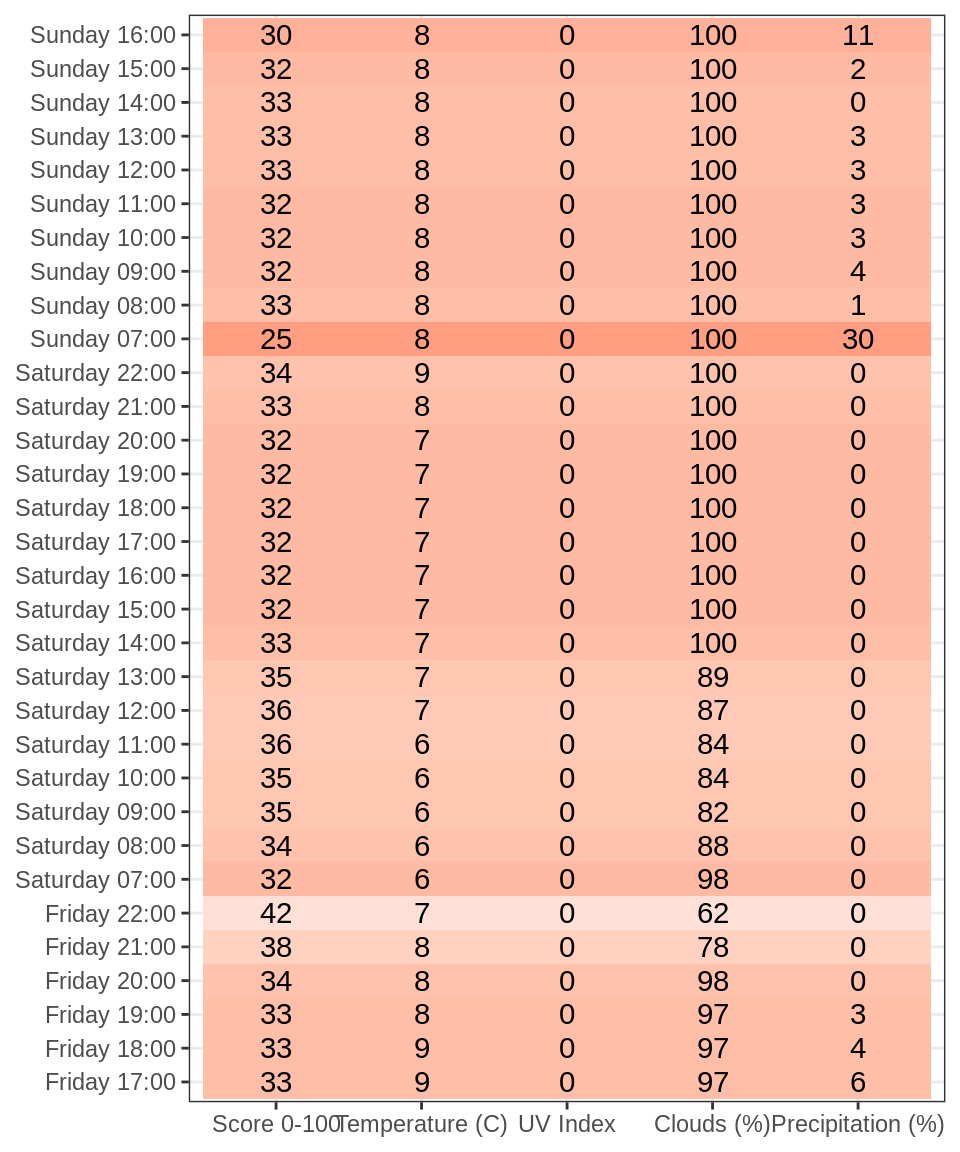 Sunday 16:00 30 8 0 100 11
Sunday 15:00 32 8 0 100 2
Sunday 14:00 33 8 0 100 0
Sunday 13:00 33 8 0 100 3
Sunday 12:00 33 8 0 100 3
Sunday 11:00 32 8 0 100 3
Sunday 10:00 32 8 0 100 3
Sunday 09:00 32 8 0 100 4
Sunday 08:00 33 8 0 100 1
Sunday 07:00 25 8 0 100 30
Saturday 22:00 34 9 0 100 0
Saturday 21:00 33 8 0 100 0
Saturday 20:00 32 7 0 100 0
Saturday 19:00 32 7 0 100 0
Saturday 18:00 32 7 0 100 0
Saturday 17:00 32 7 0 100 0
Saturday 16:00 32 7 0 100 0
Saturday 15:00 32 7 0 100 0
Saturday 14:00 33 7 0 100 0
Saturday 13:00 35 7 0 89 0
Saturday 12:00 36 7 0 87 0
Saturday 11:00 36 6 0 84 0
Saturday 10:00 35 6 0 84 0
Saturday 09:00 35 6 0 82 0
Saturday 08:00 34 6 0 88 0
Saturday 07:00 32 6 0 98 0
Friday 22:00 42 7 0 62 0
Friday 21:00 38 8 0 78 0
Friday 20:00 34 8 0 98 0
Friday 19:00 33 8 0 97 3
Friday 18:00 33 9 0 97 4
Friday 17:00 33 9 0 97 6
Score 0-100 Temperature (C) UV Index Clouds (%) Precipitation (%)